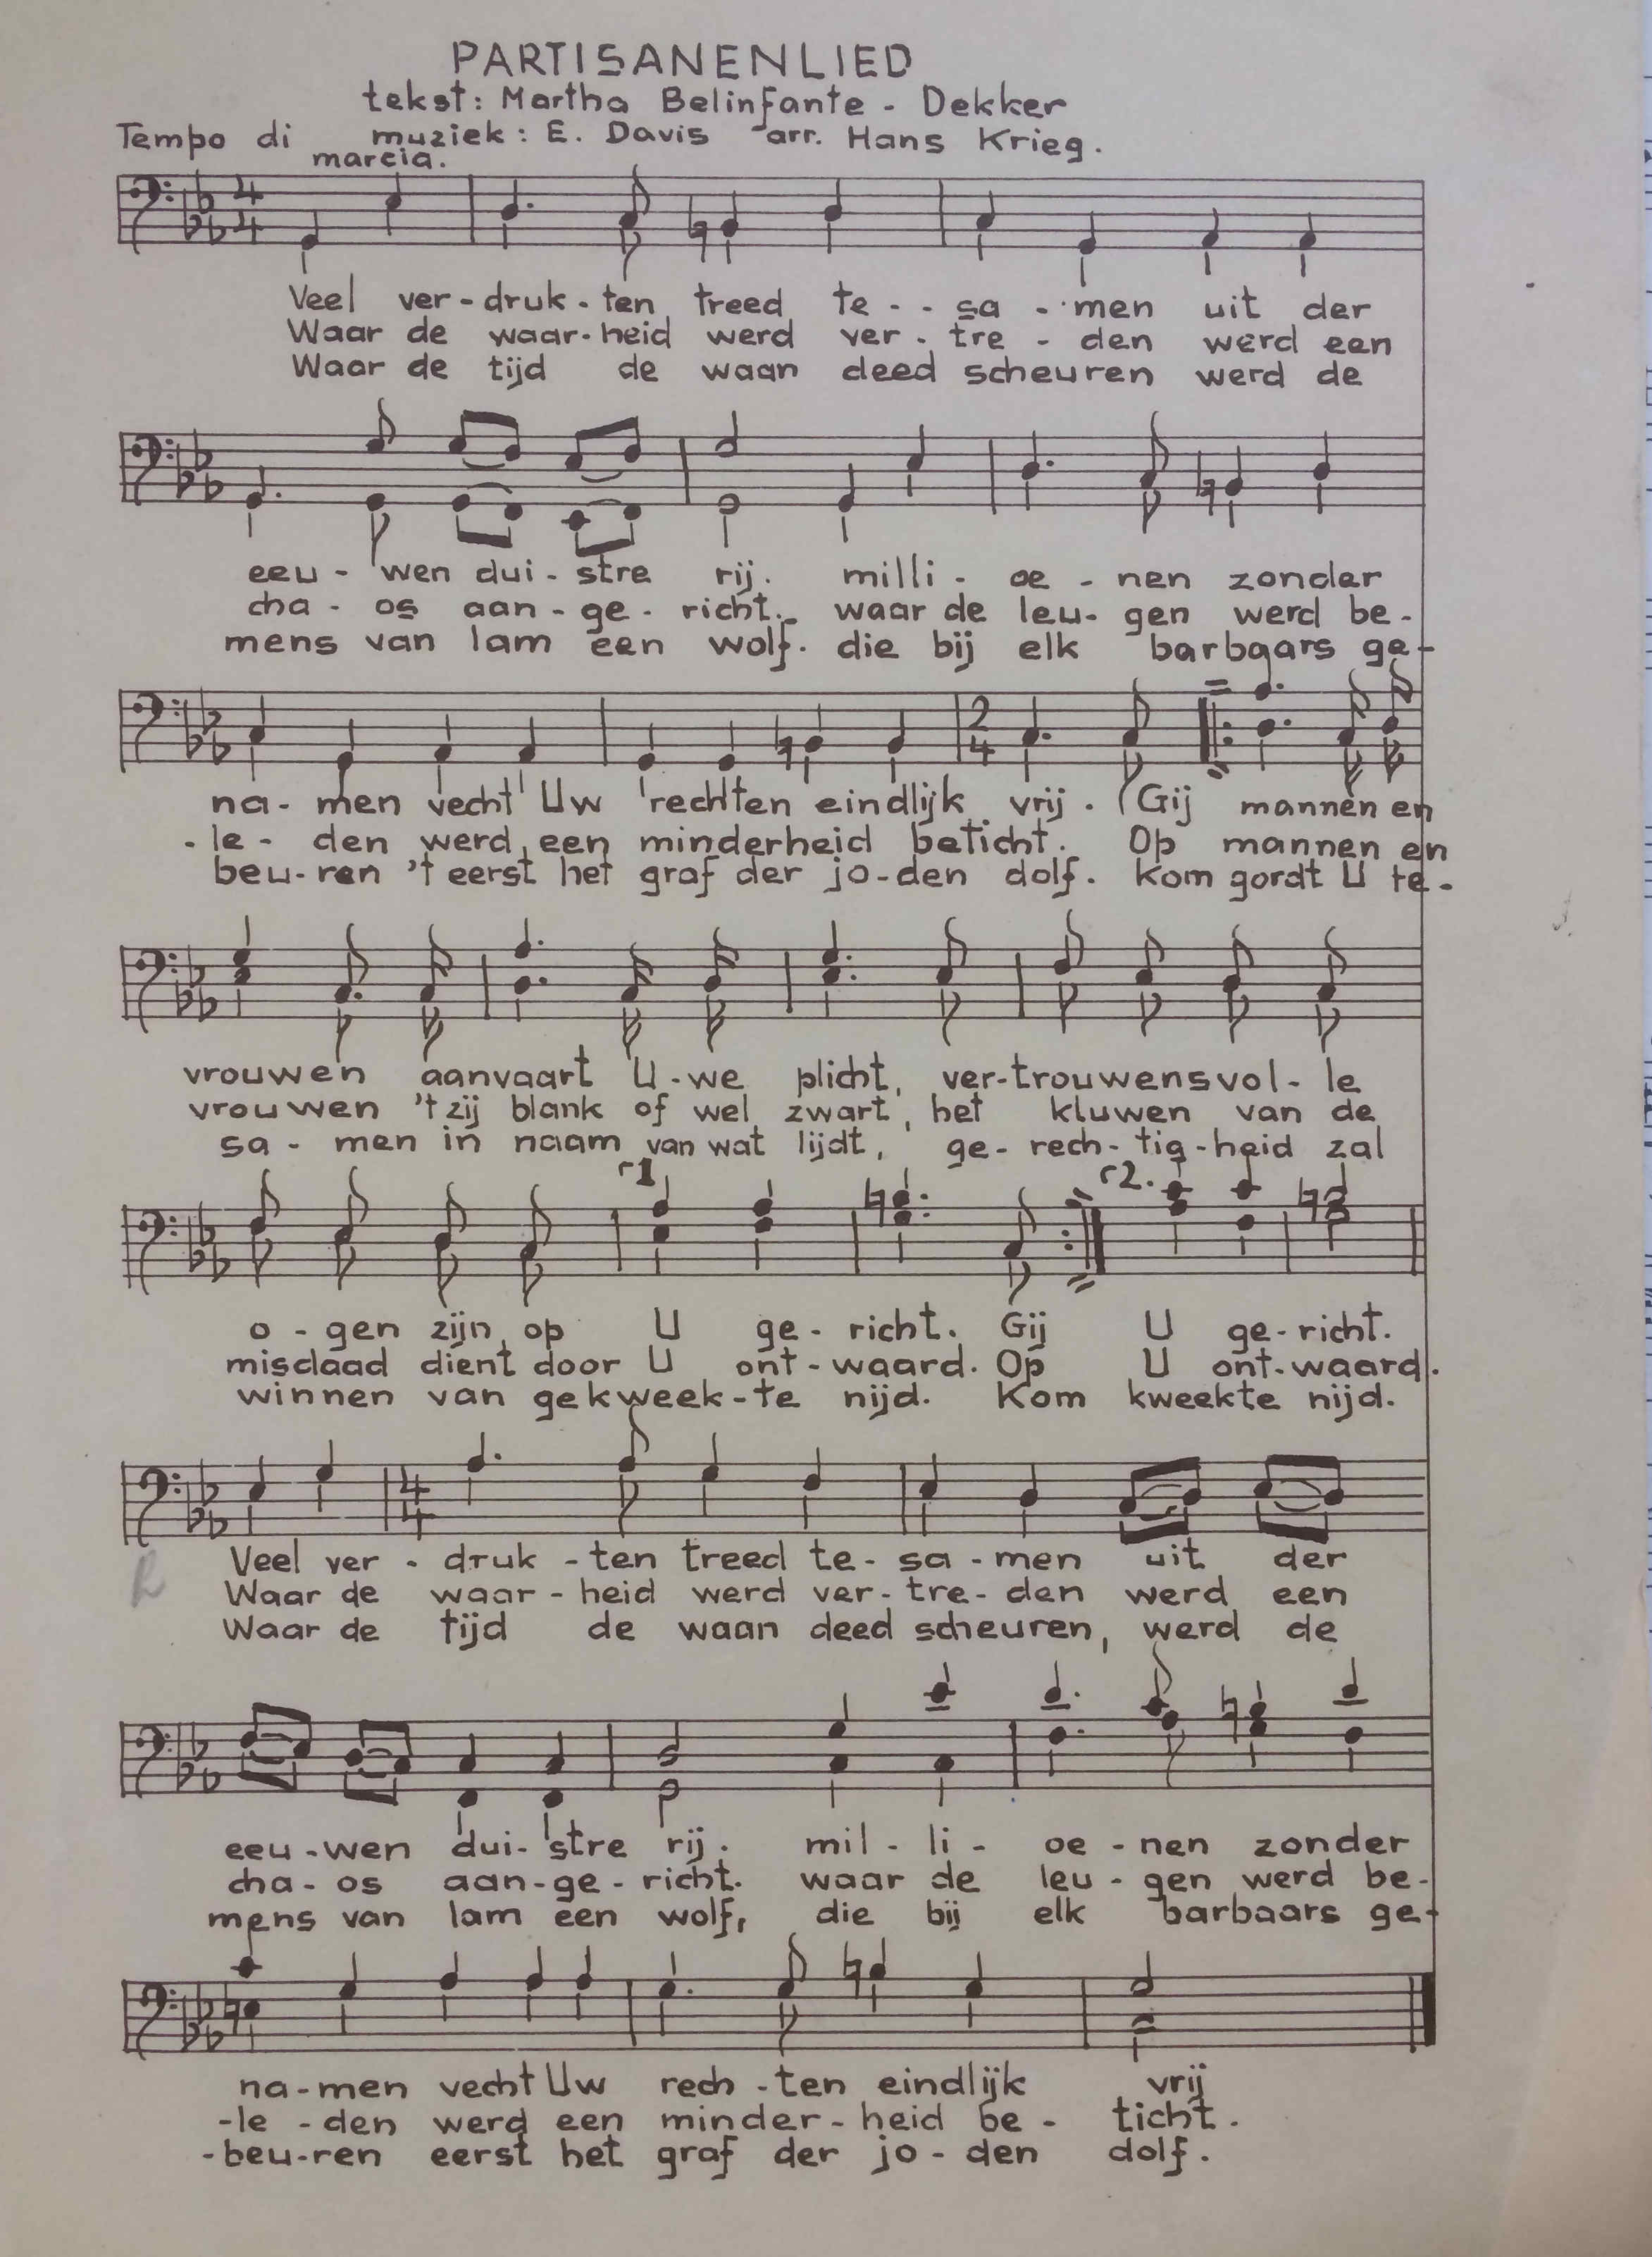 PARTISANENLIED
tekst: Martha Belinfante - Dekker
Tempo di muziek: E. Davis arr. Hans Krieg.
marcia.
4
4
Veel ver-druk-ten treed te - - sa - men uit der
Waar de waar-heid werd ver - tre - den werd een
Waar de tijd de waan deed scheuren werd de
eeu - wen dui - stre rij. milli - oe - nen zonder
cha - os aan - ge - richt. waar de leu - gen werd be -
mens van lam een wolf. die bij elk barbaars ge -
2
4
na - men vecht Uw rechten eindlijk vrij. Gij mannen en
- le - den werd een minderheid beticht. Op mannen en
beu-ren 't eerst het graf der jo-den dolf. Kom gordt U te -
vrouwen aanvaart U-we plicht, ver-trouwensvol - le
vrouwen 't zij blank of wel zwart, het kluwen van de
sa - men in naam van wat lijdt, ge - rech - tig - heid zal
1 2.
o - gen zijn op U ge - richt. Gij U ge - richt.
misdaad dient door U ont - waard. Op U ont-waard.
winnen van gekweek-te nijd. Kom kweekte nijd.
4
4
Veel ver - druk - ten treed te - sa - men uit der
Waar de waar - heid werd ver - tre - den werd een
Waar de tijd de waan deed scheuren, werd de
eeu - wen dui - stre rij. mil - li - oe - nen zonder
cha - os aan - ge - richt. waar de leu - gen werd be -
mens van lam een wolf, die bij elk barbaars ge -
na - men vecht Uw rech - ten eindlijk vrij
- le - den werd een minder - heid be - ticht.
- beu-ren eerst het graf der jo - den dolf.